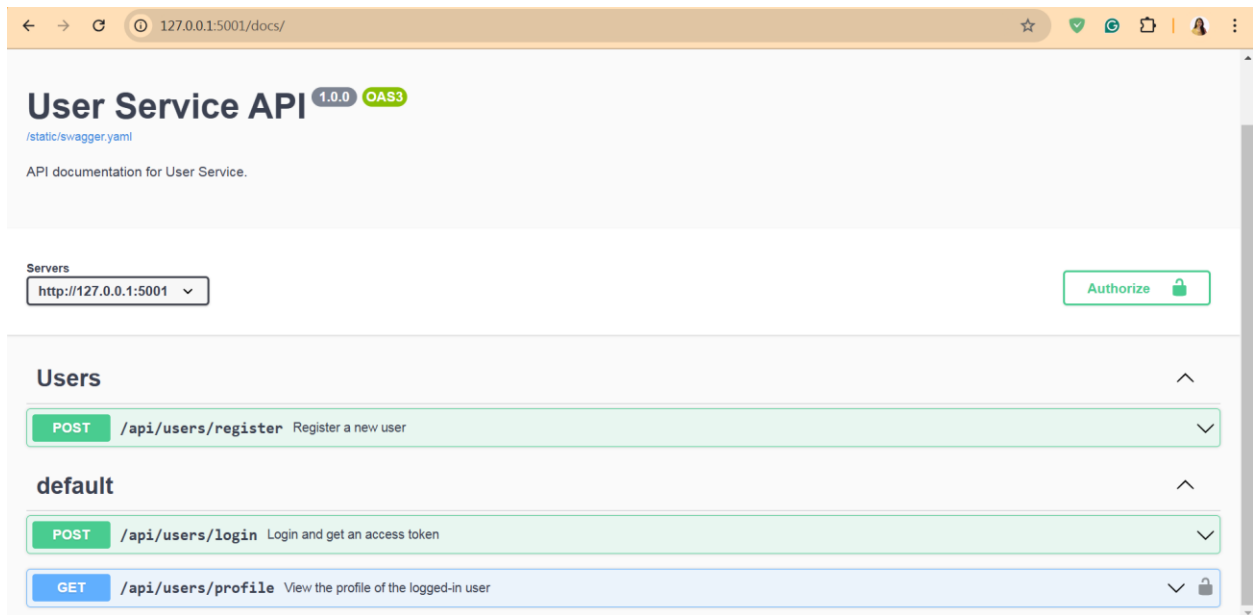 127.0.0.1:5001/docs/
User Service API 1.0.0 OAS3
/static/swagger.yaml
API documentation for User Service.
Servers
http://127.0.0.1:5001
Authorize
Users
POST /api/users/register Register a new user
default
POST /api/users/login Login and get an access token
GET /api/users/profile View the profile of the logged-in user